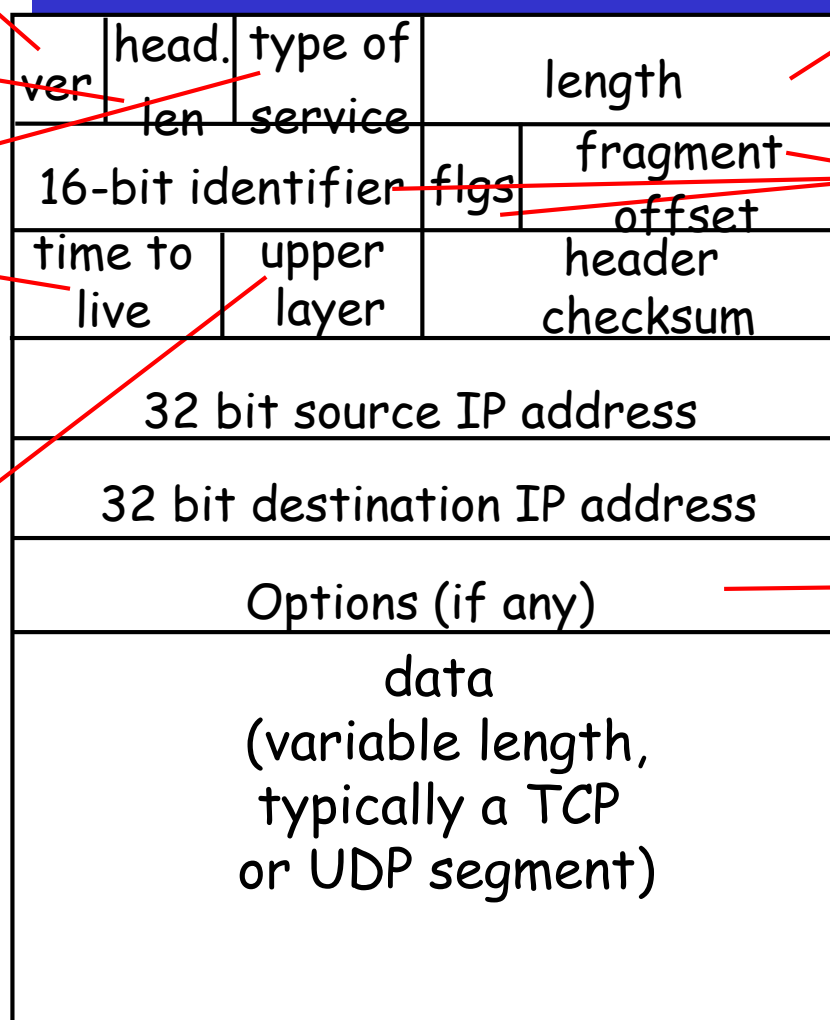 ver
head.
len
type of
service
length
16-bit identifier
flgs
fragment
offset
time to
live
upper
layer
header
checksum
32 bit source IP address
32 bit destination IP address
Options (if any)
data
(variable length,
typically a TCP
or UDP segment)